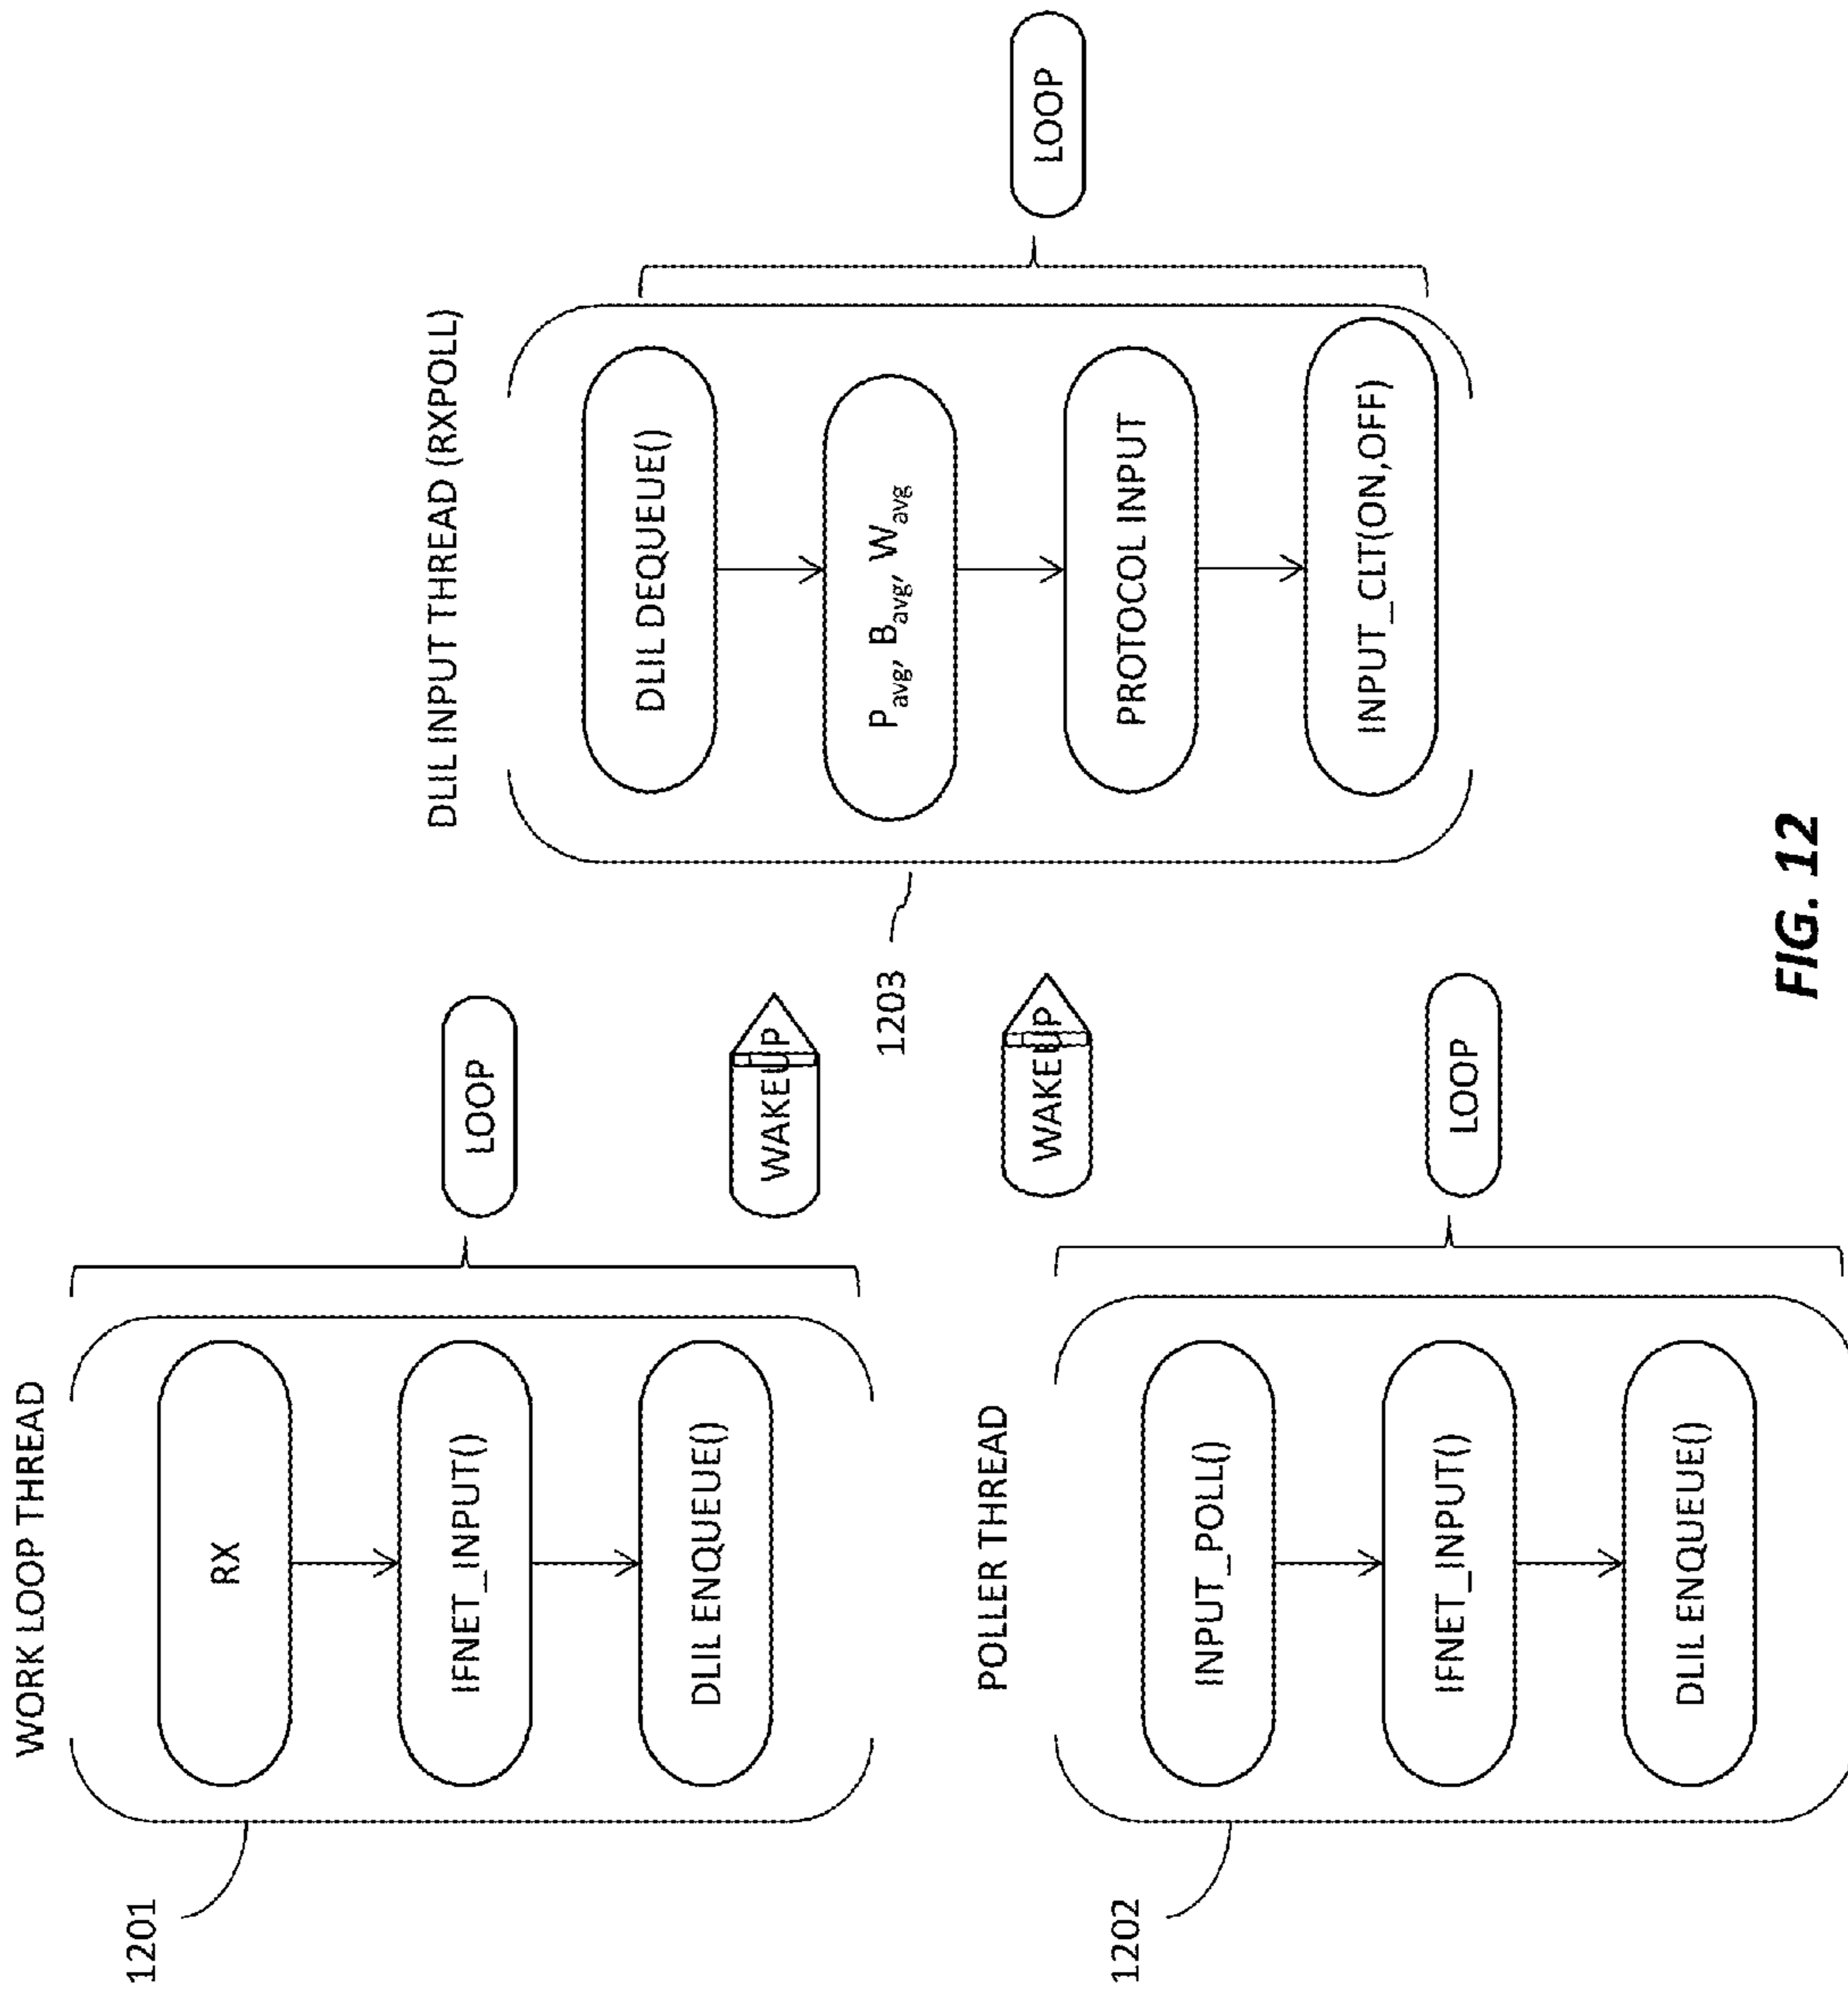 WORK LOOP THREAD
1201
RX
IFNET_INPUT()
DLIL ENQUEUE()
LOOP
WAKEUP
POLLER THREAD
1202
INPUT_POLL()
IFNET_INPUT()
DLIL ENQUEUE()
LOOP
WAKEUP
DLIL INPUT THREAD (RXPOLL)
1203
DLIL DEQUEUE()
Pavg, Bavg, Wavg
PROTOCOL INPUT
INPUT_CLT(ON,OFF)
LOOP
FIG. 12